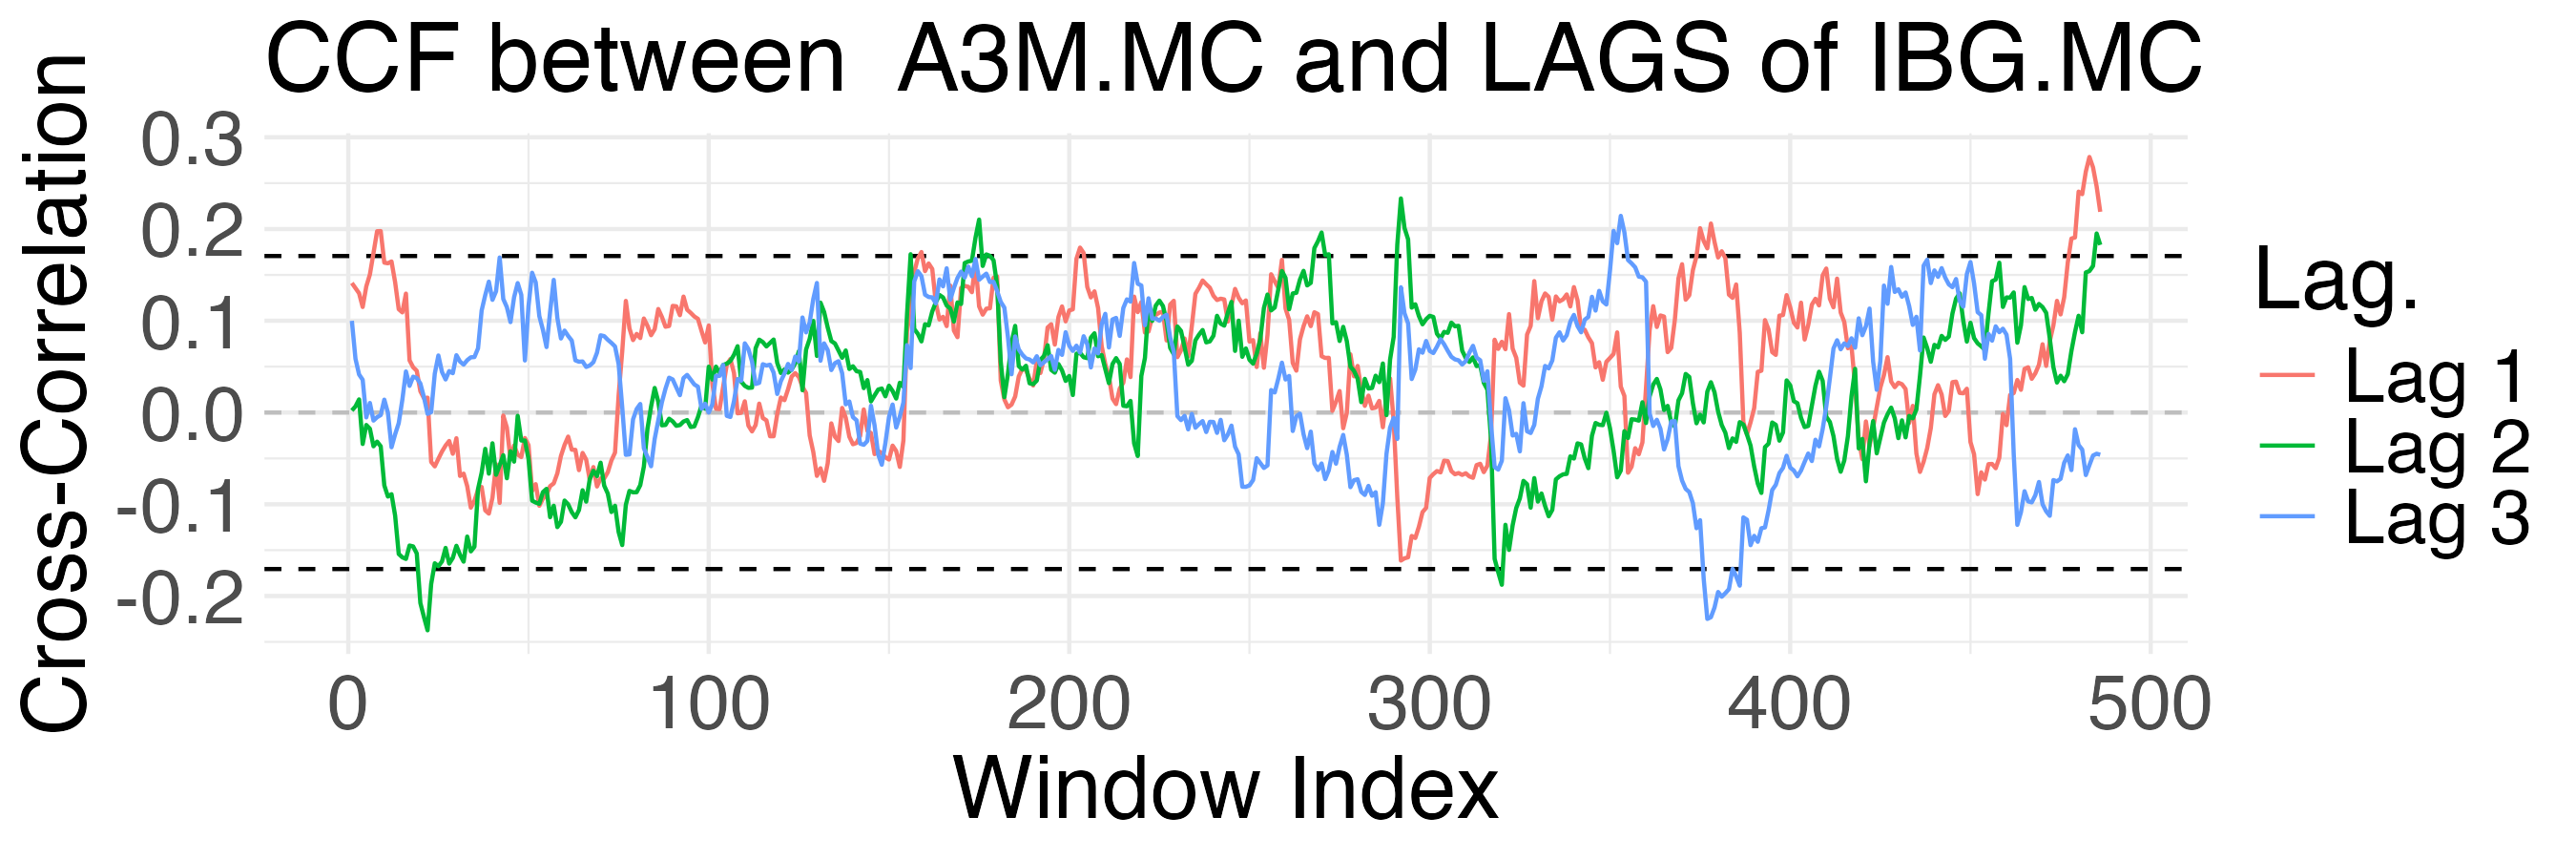 CCF between  A3M.MC and LAGS of IBG.MC
Cross-Correlation
0.3
0.2
0.1
0.0
-0.1
-0.2
0 100 200 300 400 500
Window Index
Lag.
Lag 1
Lag 2
Lag 3